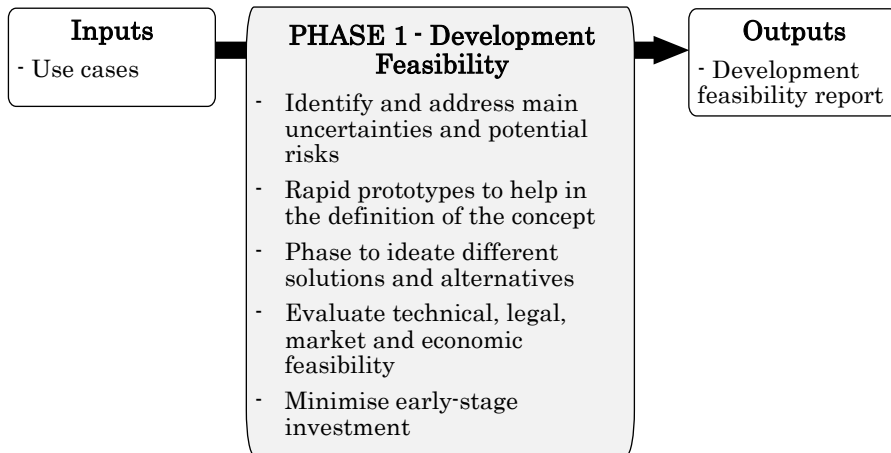 Inputs
- Use cases
PHASE 1 - Development
Feasibility
- Identify and address main
uncertainties and potential
risks
- Rapid prototypes to help in
the definition of the concept
- Phase to ideate different
solutions and alternatives
- Evaluate technical, legal,
market and economic
feasibility
- Minimise early-stage
investment
Outputs
- Development
feasibility report